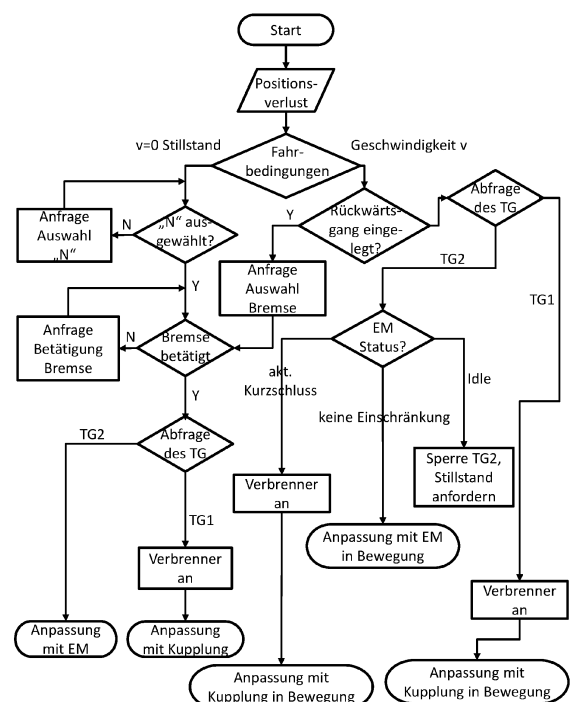 Start
Positions-
verlust
v=0 Stillstand
Fahr-
bedingungen
Geschwindigkeit v
Anfrage
Auswahl
„N“
N
„N“ aus-
gewählt?
Y
Y
Rückwärts-
gang einge-
legt?
Abfrage
des TG
TG2
TG1
Anfrage
Auswahl
Bremse
Anfrage
Betätigung
Bremse
N
Bremse
betätigt
Y
EM
Status?
akt.
Kurzschluss
keine Einschränkung
Idle
TG2
Abfrage
des TG
TG1
Sperre TG2,
Stillstand
anfordern
Verbrenner
an
Anpassung mit EM
in Bewegung
Verbrenner
an
Verbrenner
an
Anpassung
mit EM
Anpassung
mit Kupplung
Anpassung mit
Kupplung in Bewegung
Anpassung mit
Kupplung in Bewegung